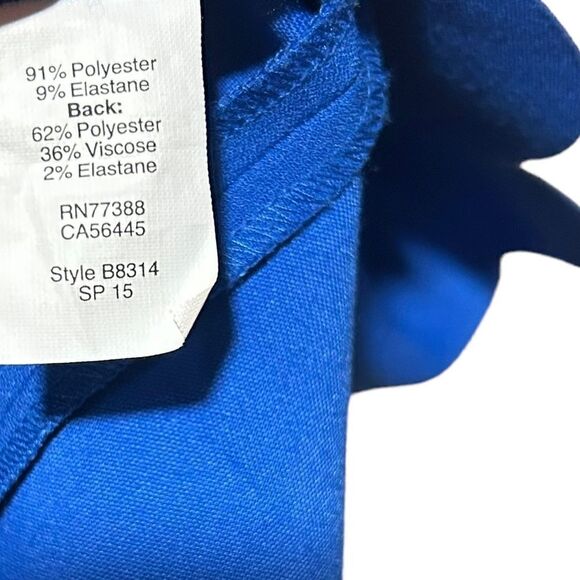 91% Polyester
9% Elastane
Back:
62% Polyester
36% Viscose
2% Elastane
RN77388
CA56445
Style B8314
SP 15